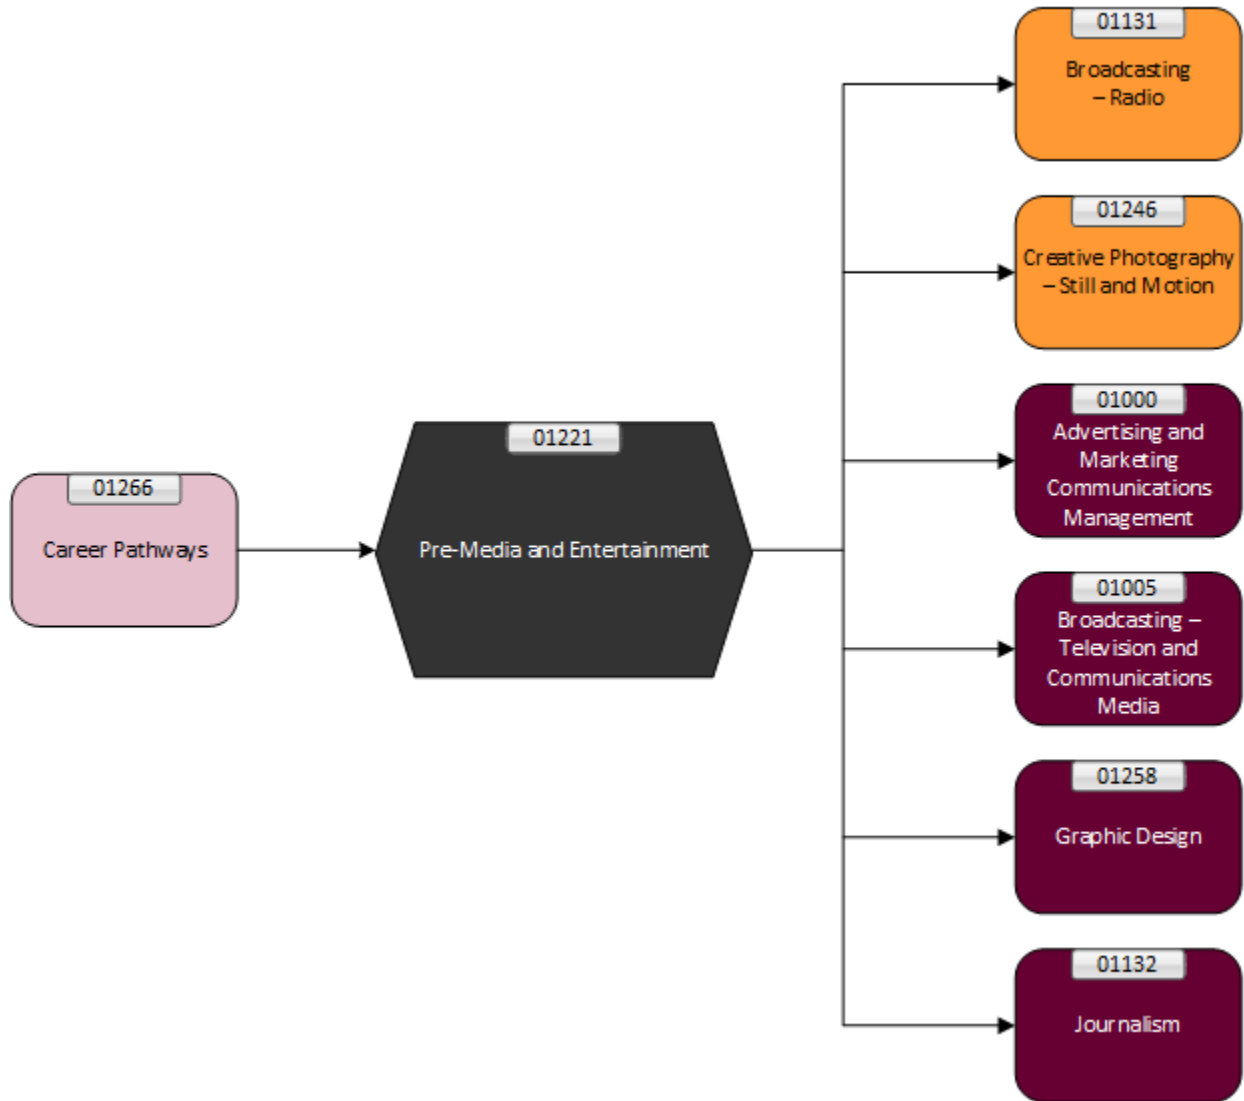 01131
Broadcasting
– Radio
01246
Creative Photography
– Still and Motion
01000
Advertising and
Marketing
Communications
Management
01221
01266
Career Pathways
Pre-Media and Entertainment
01005
Broadcasting –
Television and
Communications
Media
01258
Graphic Design
01132
Journalism